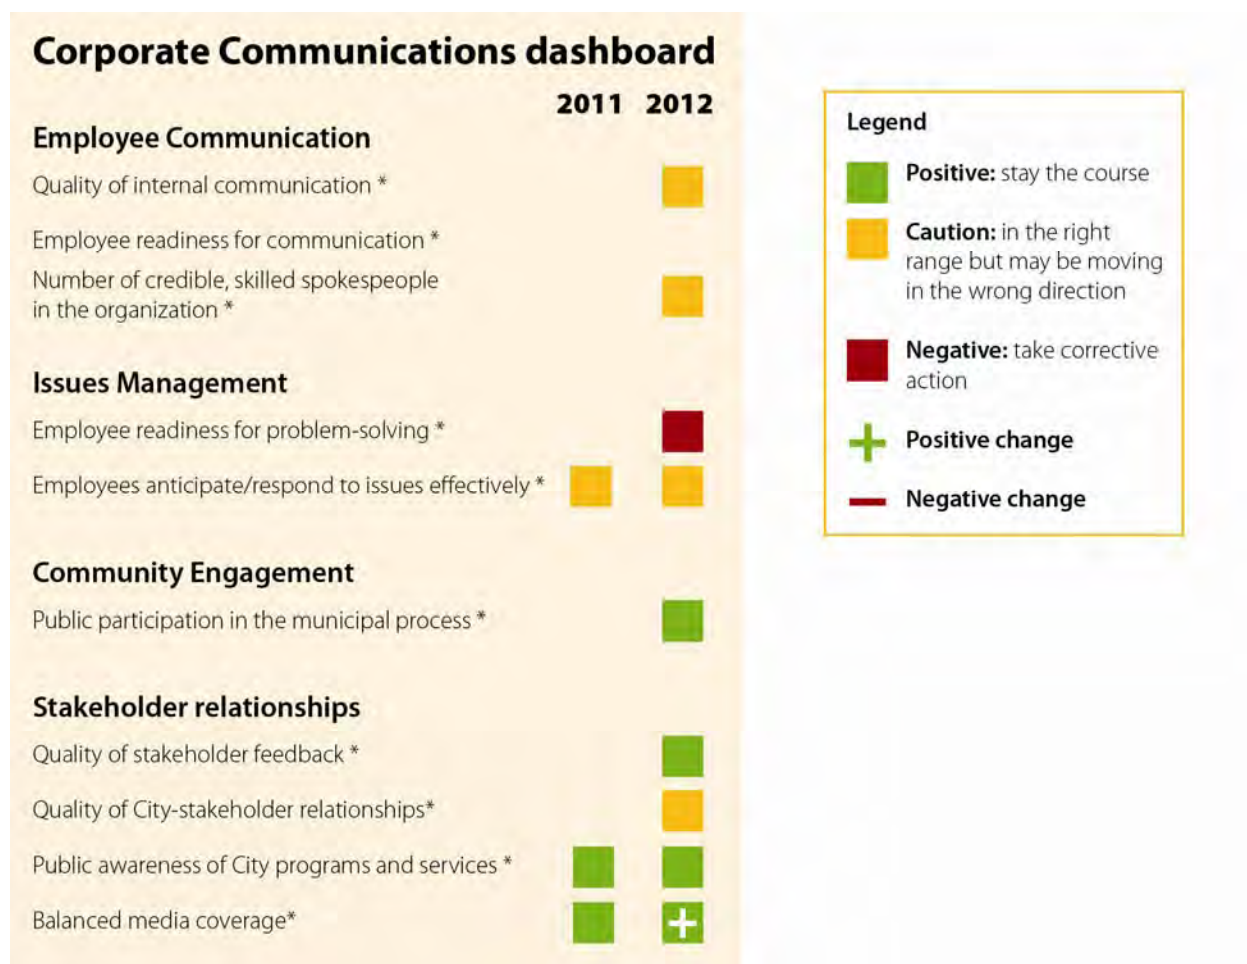 Corporate Communications dashboard
2011 2012
Employee Communication
Quality of internal communication *
Employee readiness for communication *
Number of credible, skilled spokespeople
in the organization *
Issues Management
Employee readiness for problem-solving *
Employees anticipate/respond to issues effectively *
Community Engagement
Public participation in the municipal process *
Stakeholder relationships
Quality of stakeholder feedback *
Quality of City-stakeholder relationships*
Public awareness of City programs and services *
Balanced media coverage*
Legend
Positive: stay the course
Caution: in the right
range but may be moving
in the wrong direction
Negative: take corrective
action
Positive change
Negative change